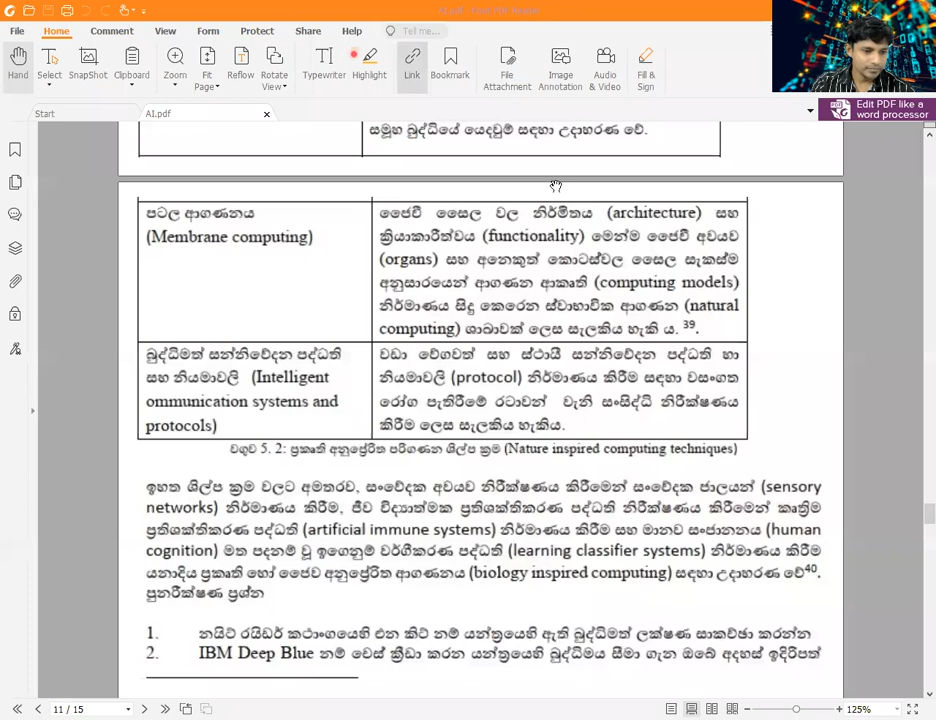 File Home Comment View Form Protect Share Help Tell me...
Hand Select SnapShot Clipboard Zoom Fit Page Reflow Rotate View Typewriter Highlight Link Bookmark File Attachment Image Annotation Audio & Video Fill & Sign
Start AI.pdf Edit PDF like a word processor
සමූහ බුද්ධියේ යෙදවුම් සඳහා උදාහරණ වේ.
පටල ආගණනය
(Membrane computing)
ජෛවී සෛල වල නිර්මිතය (architecture) සහ
ක්‍රියාකාරීත්වය (functionality) මෙන්ම ජෛවී අවයව
(organs) සහ අනෙකුත් කොටස්වල සෛල සැකස්ම
අනුසාරයෙන් ආගණන ආකෘති (computing models)
නිර්මාණය සිදු කෙරෙන ස්වාභාවික ආගණන (natural
computing) ශාඛාවක් ලෙස සැලකිය හැකි ය. 39.
බුද්ධිමත් සන්නිවේදන පද්ධති
සහ නියමාවලි (Intelligent
ommunication systems and
protocols)
වඩා වේගවත් සහ ස්ථායී සන්නිවේදන පද්ධති හා
නියමාවලි (protocol) නිර්මාණය කිරීම සඳහා වසංගත
රෝග පැතිරීමේ රටාවන් වැනි සංසිද්ධි නිරීක්ෂණය
කිරීම ලෙස සැලකිය හැකිය.
වගුව 5. 2: ප්‍රකෘති අනුප්‍රේරිත පරිගණන ශිල්ප ක්‍රම (Nature inspired computing techniques)
ඉහත ශිල්ප ක්‍රම වලට අමතරව, සංවේදක අවයව නිරීක්ෂණය කිරීමෙන් සංවේදක ජාලයන් (sensory
networks) නිර්මාණය කිරීම, ජීව විද්‍යාත්මක ප්‍රතිශක්තිකරණ පද්ධති නිරීක්ෂණය කිරීමෙන් කෘත්‍රිම
ප්‍රතිශක්තිකරණ පද්ධති (artificial immune systems) නිර්මාණය කිරීම සහ මානව සංජානනය (human
cognition) මත පදනම් වූ ඉගෙනුම් වර්ගීකරණ පද්ධති (learning classifier systems) නිර්මාණය කිරීම
යනාදිය ප්‍රකෘති හෝ ජෛව අනුප්‍රේරිත ආගණනය (biology inspired computing) සඳහා උදාහරණ වේ40.
පුනරීක්ෂණ ප්‍රශ්න
1. නයිට් රයිඩර් කථාංගයෙහි එන කිට් නම් යන්ත්‍රයෙහි ඇති බුද්ධිමත් ලක්ෂණ සාකච්ඡා කරන්න
2. IBM Deep Blue නම් චෙස් ක්‍රීඩා කරන යන්ත්‍රයෙහි බුද්ධිමය සීමා ගැන ඔබේ අදහස් ඉදිරිපත්
11 / 15 125%